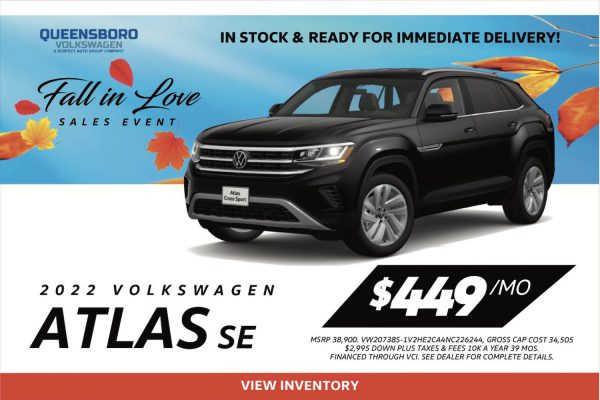 QUEENSBORO
VOLKSWAGEN
A RESPECT AUTO GROUP COMPANY
IN STOCK & READY FOR IMMEDIATE DELIVERY!
Fall in Love
SALES EVENT
Atlas
Cross Sport
2022 VOLKSWAGEN
ATLAS SE
$449/MO
MSRP 38,900. VW20738S-1V2HE2CA4NC226244, GROSS CAP COST 34,505
$2,995 DOWN PLUS TAXES & FEES 10K A YEAR 39 MOS.
FINANCED THROUGH VCI. SEE DEALER FOR COMPLETE DETAILS.
VIEW INVENTORY